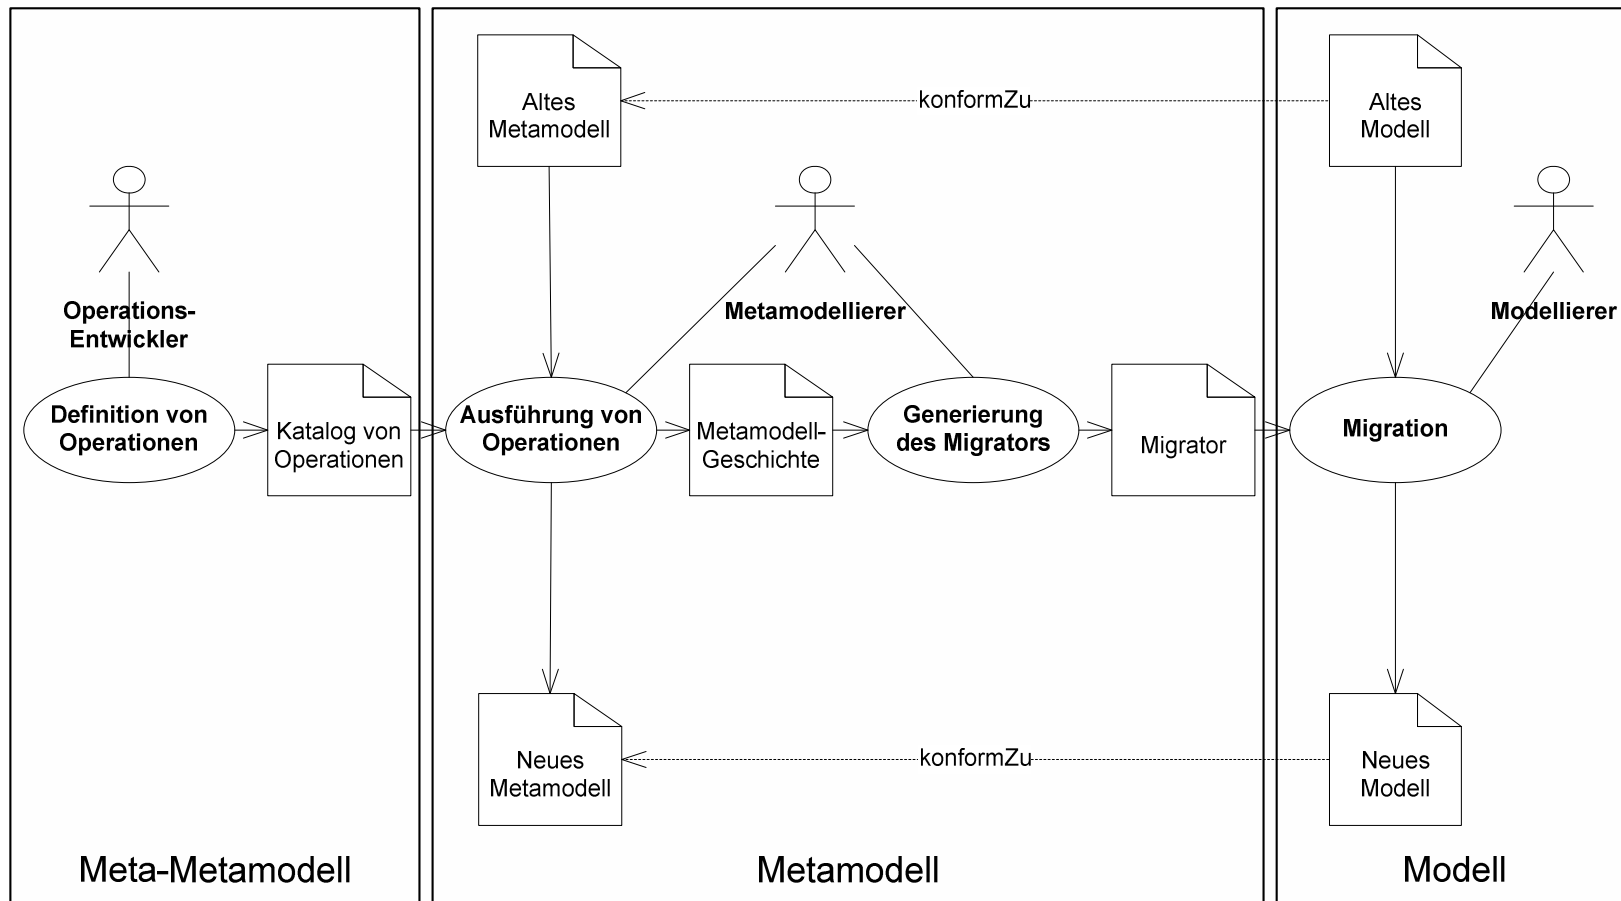 Altes
Metamodell
konformZu
Altes
Modell
Operations-
Entwickler
Metamodellierer
Modellierer
Definition von
Operationen
Katalog von
Operationen
Ausführung von
Operationen
Metamodell-
Geschichte
Generierung
des Migrators
Migrator
Migration
Neues
Metamodell
konformZu
Neues
Modell
Meta-Metamodell
Metamodell
Modell